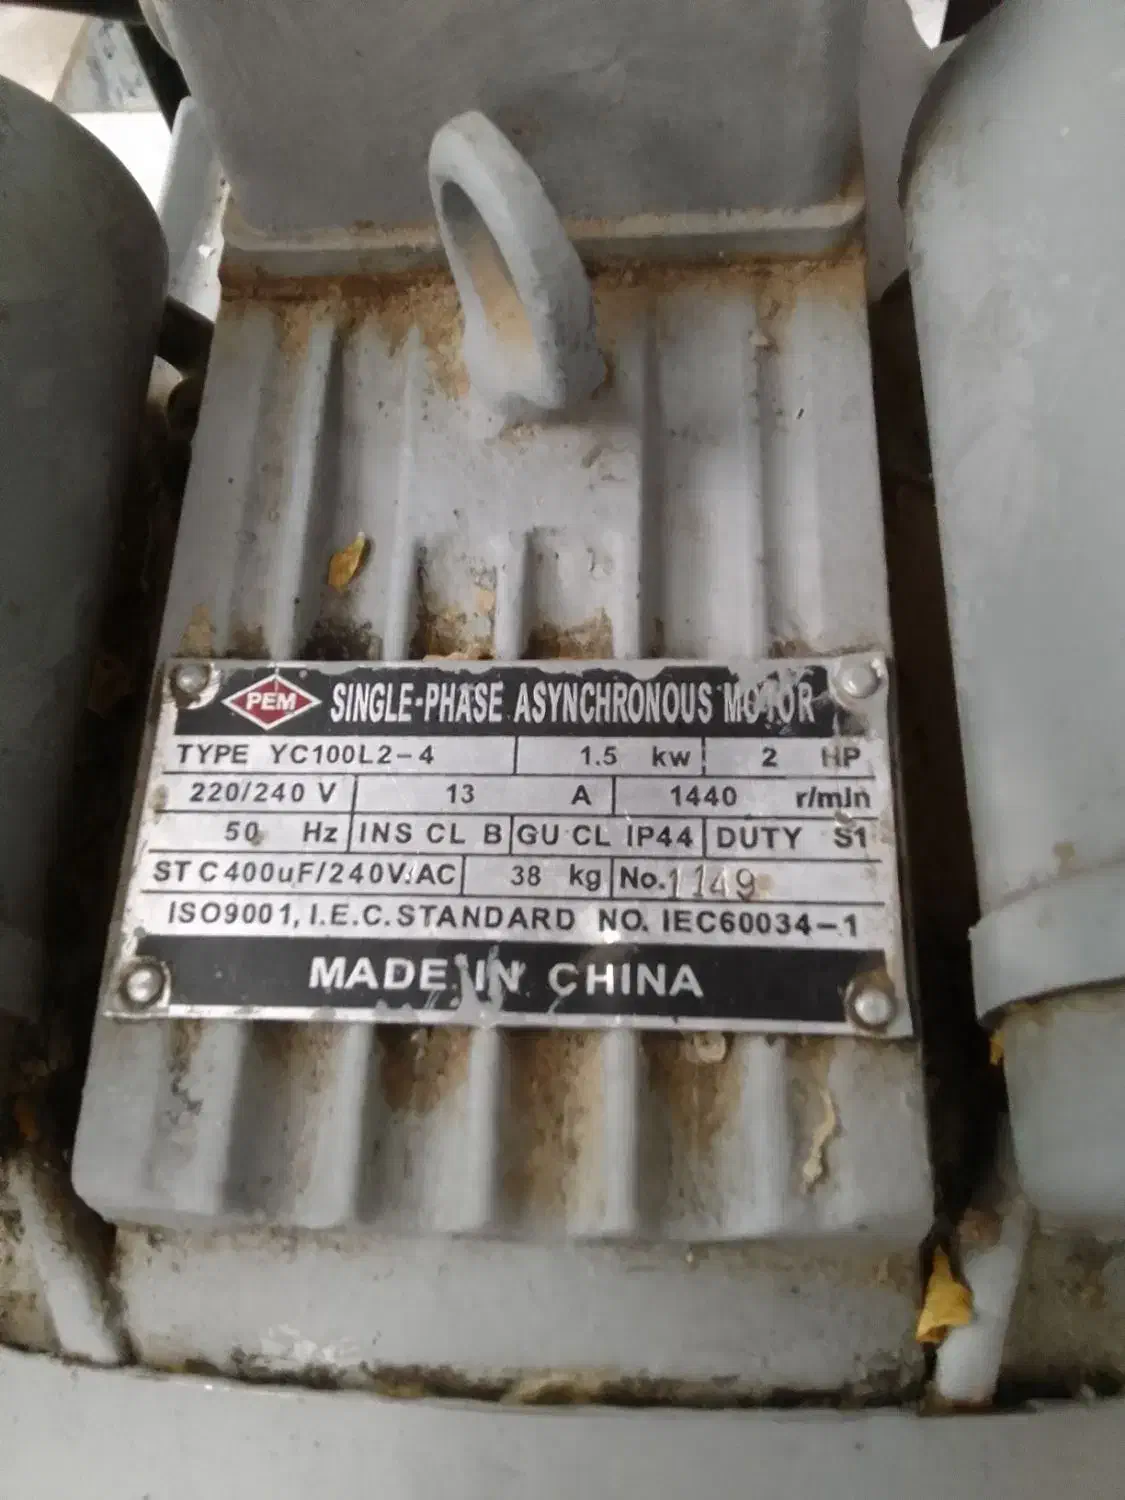 PEM SINGLE-PHASE ASYNCHRONOUS MOTOR
TYPE YC100L2-4 1.5 kw 2 HP
220/240 V 13 A 1440 r/min
50 Hz INS CL B GU CL IP44 DUTY S1
ST C400uF/240V.AC 38 kg No.1149
ISO9001, I.E.C.STANDARD NO. IEC60034-1
MADE IN CHINA